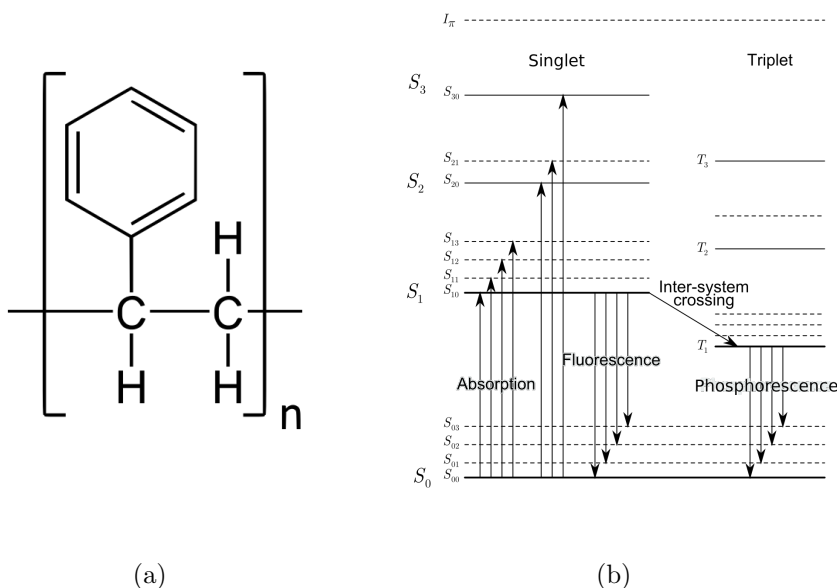 H
C
C
H
H
n
(a)
I_π
Singlet
Triplet
S_3
S_30
S_21
T_3
S_2
S_20
S_13
T_2
S_12
S_11
S_1
S_10
Inter-system
crossing
T_1
Fluorescence
Absorption
Phosphorescence
S_03
S_02
S_01
S_0
S_00
(b)